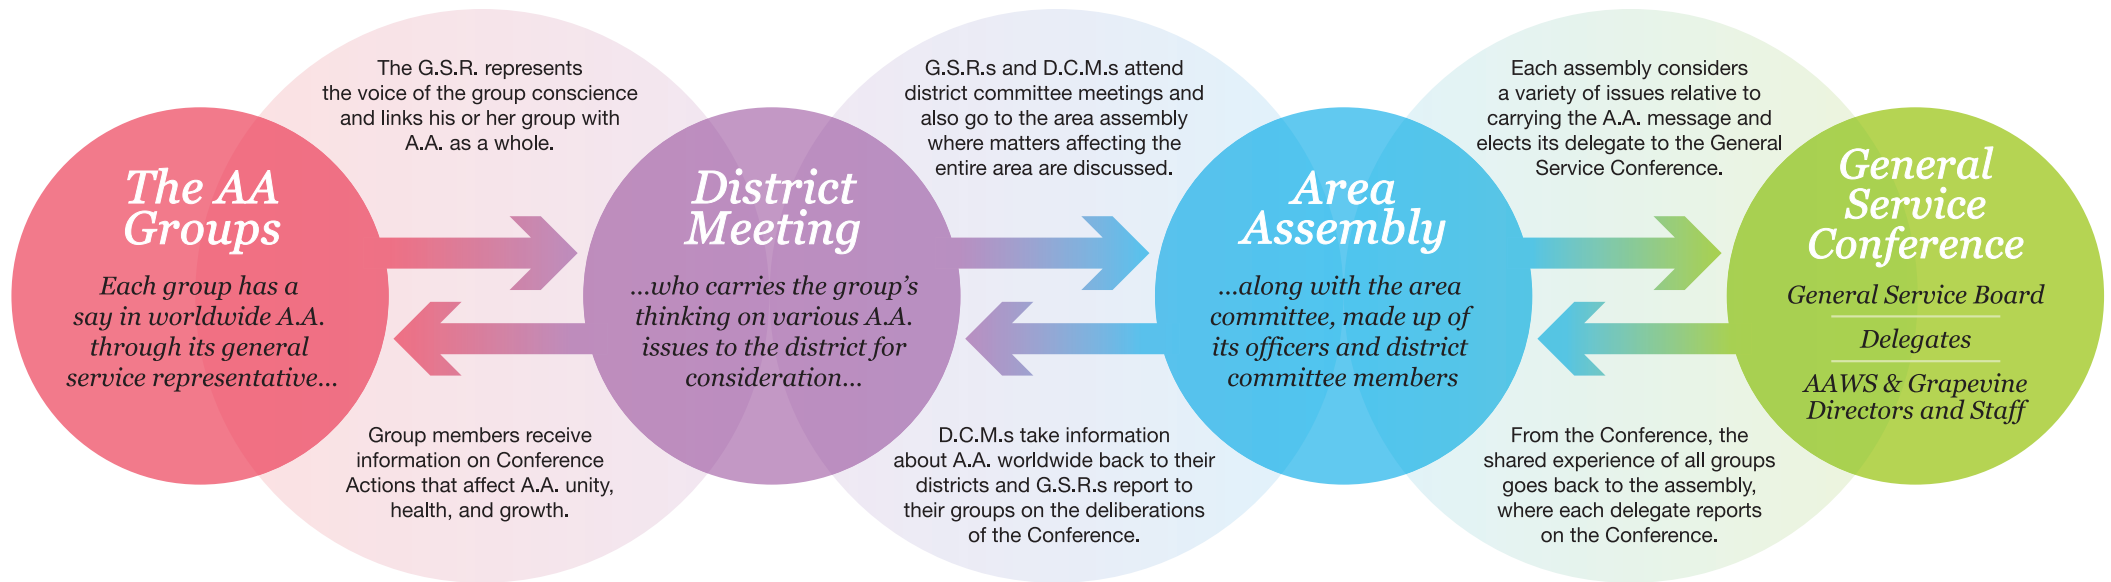 The G.S.R. represents
the voice of the group conscience
and links his or her group with
A.A. as a whole.
G.S.R.s and D.C.M.s attend
district committee meetings and
also go to the area assembly
where matters affecting the
entire area are discussed.
Each assembly considers
a variety of issues relative to
carrying the A.A. message and
elects its delegate to the General
Service Conference.
The AA
Groups
Each group has a
say in worldwide A.A.
through its general
service representative...
District
Meeting
...who carries the group's
thinking on various A.A.
issues to the district for
consideration...
Area
Assembly
...along with the area
committee, made up of
its officers and district
committee members
General
Service
Conference
General Service Board
Delegates
AAWS & Grapevine
Directors and Staff
Group members receive
information on Conference
Actions that affect A.A. unity,
health, and growth.
D.C.M.s take information
about A.A. worldwide back to their
districts and G.S.R.s report to
their groups on the deliberations
of the Conference.
From the Conference, the
shared experience of all groups
goes back to the assembly,
where each delegate reports
on the Conference.